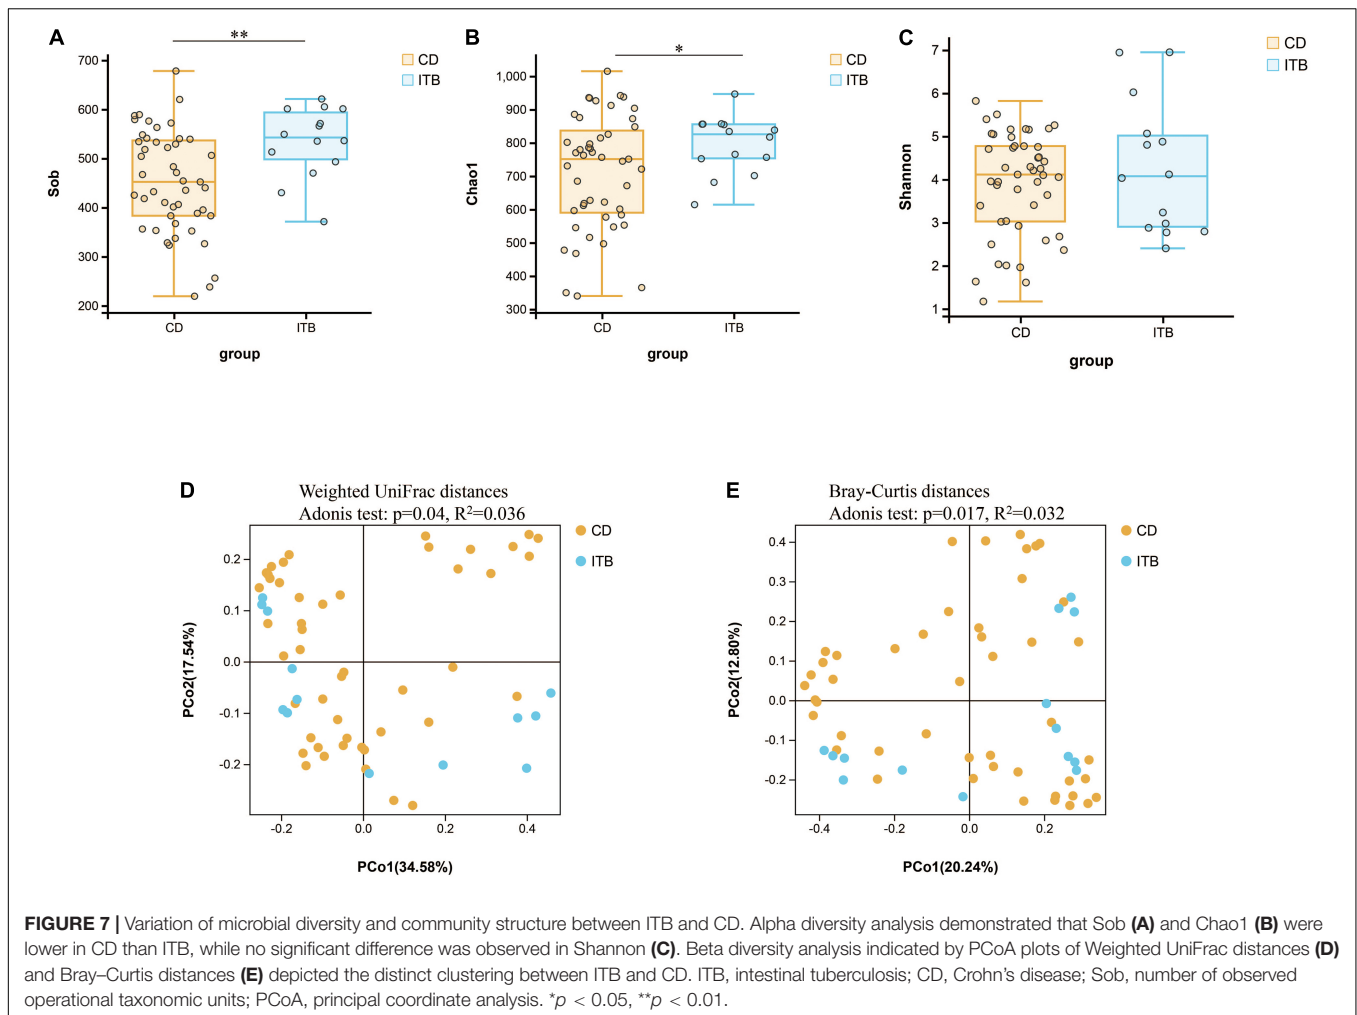 A
**
700
600
500
400
300
200
Sob
CD
ITB
group
CD
ITB
B
*
1,000
900
800
700
600
500
400
300
Chao1
CD
ITB
group
CD
ITB
C
7
6
5
4
3
2
1
Shannon
CD
ITB
group
CD
ITB
D
Weighted UniFrac distances
Adonis test: p=0.04, R²=0.036
0.2
0.1
0.0
-0.1
-0.2
PCo2(17.54%)
-0.2 0.0 0.2 0.4
PCo1(34.58%)
CD
ITB
E
Bray-Curtis distances
Adonis test: p=0.017, R²=0.032
0.4
0.3
0.2
0.1
0.0
-0.1
-0.2
PCo2(12.80%)
-0.4 -0.2 0.0 0.2
PCo1(20.24%)
CD
ITB
FIGURE 7 | Variation of microbial diversity and community structure between ITB and CD. Alpha diversity analysis demonstrated that Sob (A) and Chao1 (B) were
lower in CD than ITB, while no significant difference was observed in Shannon (C). Beta diversity analysis indicated by PCoA plots of Weighted UniFrac distances (D)
and Bray–Curtis distances (E) depicted the distinct clustering between ITB and CD. ITB, intestinal tuberculosis; CD, Crohn's disease; Sob, number of observed
operational taxonomic units; PCoA, principal coordinate analysis. *p < 0.05, **p < 0.01.